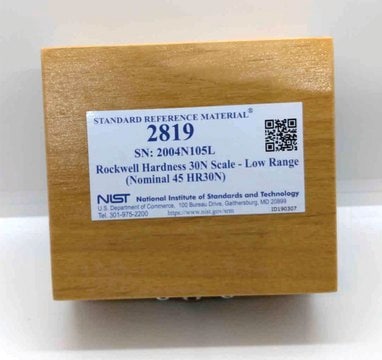 STANDARD REFERENCE MATERIAL®
2819
SN: 2004N105L
Rockwell Hardness 30N Scale - Low Range
(Nominal 45 HR30N)
NIST National Institute of Standards and Technology
U.S. Department of Commerce, 100 Bureau Drive, Gaithersburg, MD 20899
Tel: 301-975-2200 https://www.nist.gov/srm ID190307